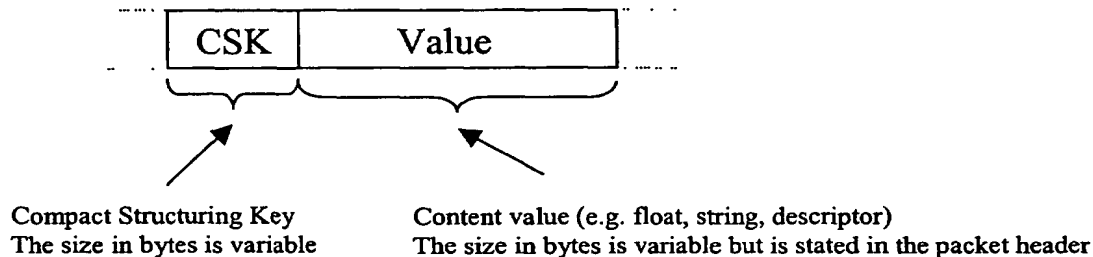 CSK Value
Compact Structuring Key
The size in bytes is variable
Content value (e.g. float, string, descriptor)
The size in bytes is variable but is stated in the packet header